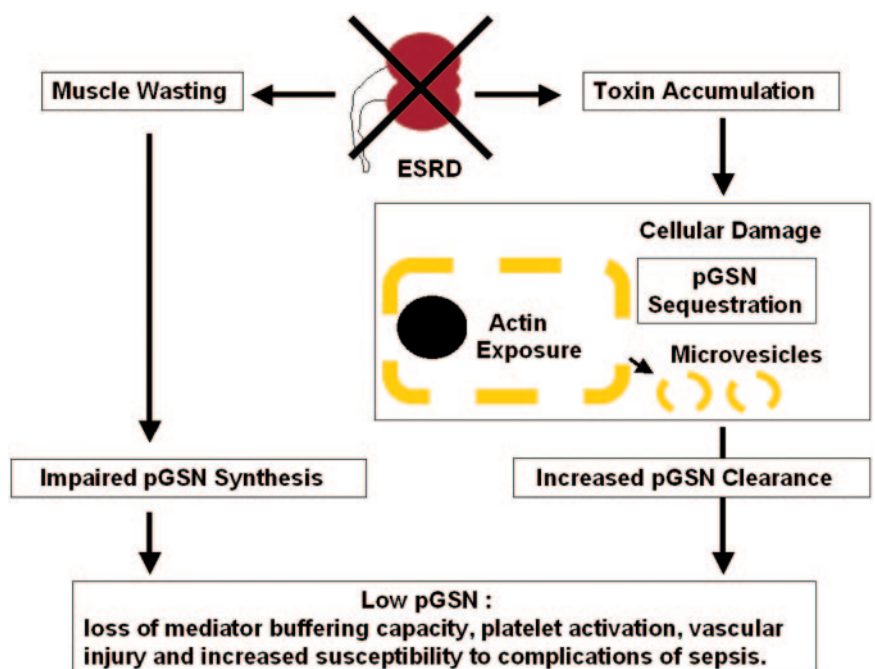 Muscle Wasting
Toxin Accumulation
ESRD
Cellular Damage
pGSN
Sequestration
Actin
Exposure
Microvesicles
Impaired pGSN Synthesis
Increased pGSN Clearance
Low pGSN :
loss of mediator buffering capacity, platelet activation, vascular
injury and increased susceptibility to complications of sepsis.